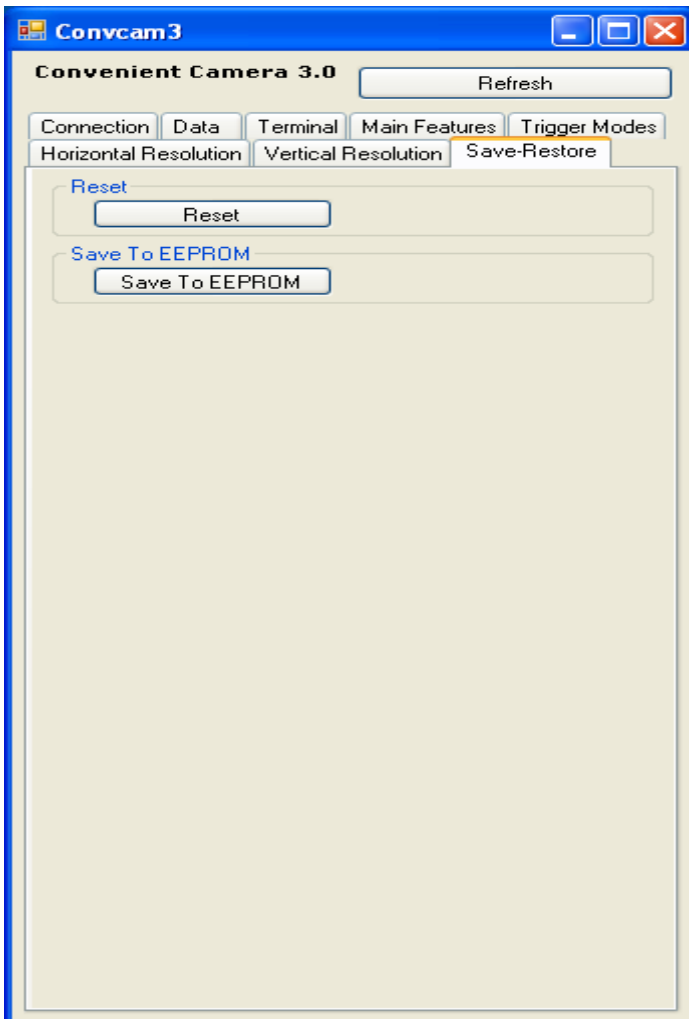 Convcam3
Convenient Camera 3.0
Refresh
Connection Data Terminal Main Features Trigger Modes
Horizontal Resolution Vertical Resolution Save-Restore
Reset
Reset
Save To EEPROM
Save To EEPROM